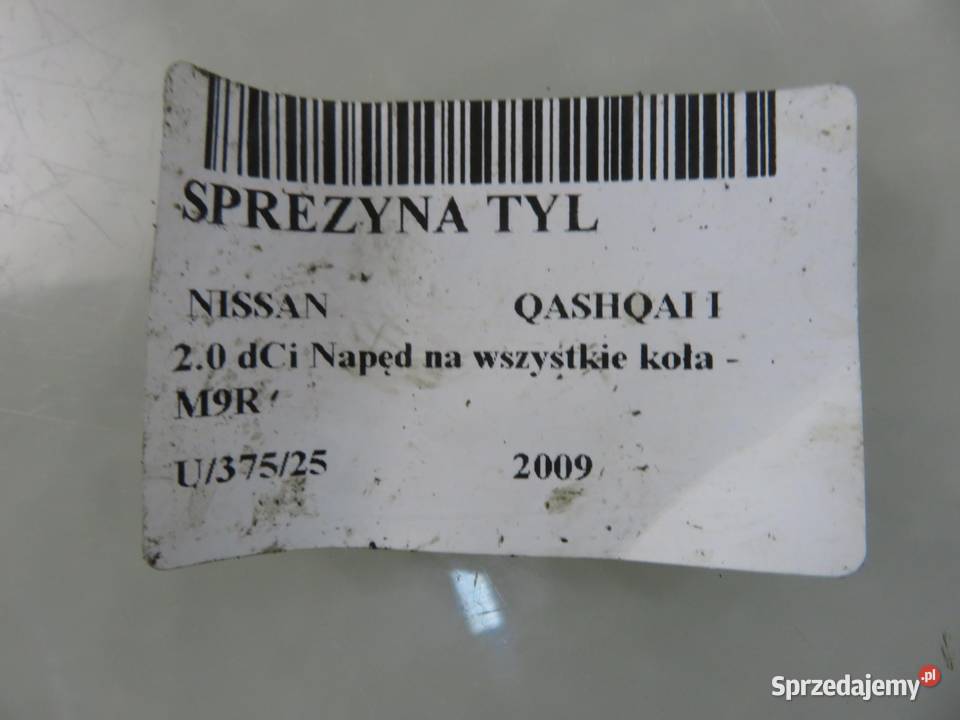 SPREZYNA TYL
NISSAN QASHQAI I
2.0 dCi Napęd na wszystkie koła -
M9R
U/375/25 2009
Sprzedajemy.pl